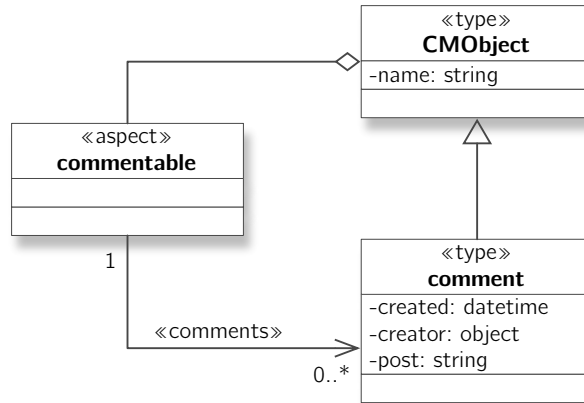 «type»
CMObject
-name: string
«aspect»
commentable
1
«comments»
0..*
«type»
comment
-created: datetime
-creator: object
-post: string